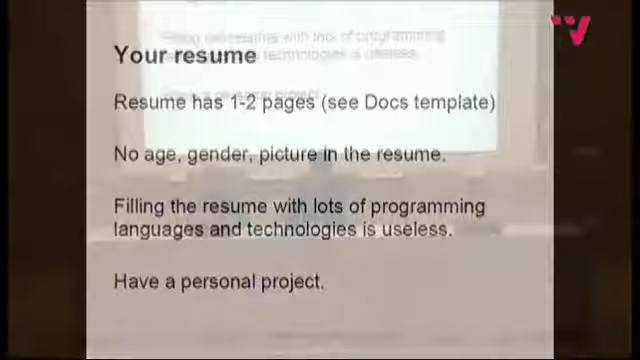 Your resume
Resume has 1-2 pages (see Docs template)
No age, gender, picture in the resume.
Filling the resume with lots of programming
languages and technologies is useless.
Have a personal project.